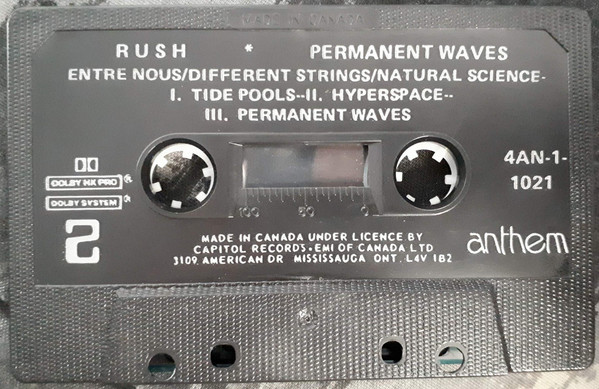 MADE IN CANADA
RUSH * PERMANENT WAVES
ENTRE NOUS/DIFFERENT STRINGS/NATURAL SCIENCE-
I. TIDE POOLS--II. HYPERSPACE--
III. PERMANENT WAVES
4AN-1-
1021
DOLBY HX PRO
DOLBY SYSTEM
100 50 0
2
MADE IN CANADA UNDER LICENCE BY
CAPITOL RECORDS - EMI OF CANADA LTD
3109 AMERICAN DR MISSISSAUGA ONT. L4V 1B2
anthem